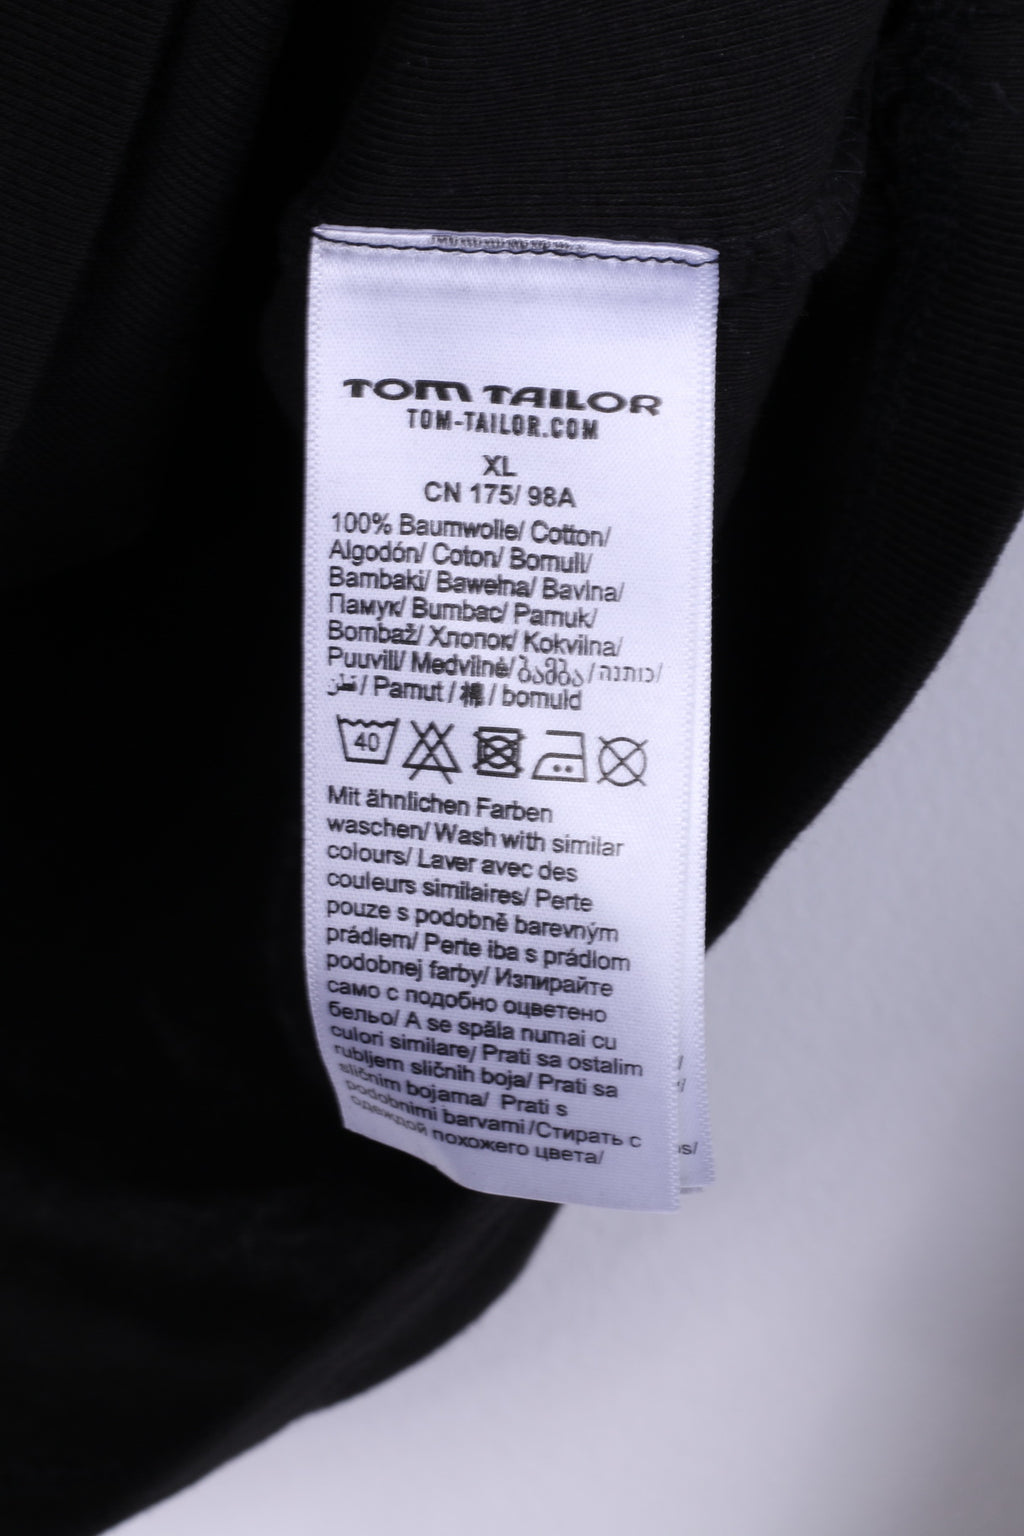 TOM TAILOR
TOM-TAILOR.COM
XL
CN 175/ 98A
100% Baumwolle/ Cotton/
Algodón/ Coton/ Bomull/
Bambaki/ Bawełna/ Bavlna/
Памук/ Bumbac/ Pamuk/
Bombaž/ Хлопок/ Kokvilna/
Puuvill/ Medvilnė/ ბამბა / כותנה/
قطن / Pamut / 棉 / bomuld
40
Mit ähnlichen Farben
waschen/ Wash with similar
colours/ Laver avec des
couleurs similaires/ Perte
pouze s podobně barevným
prádlem/ Perte iba s prádlom
podobnej farby/ Изпирайте
само с подобно оцветено
бельо/ A se spăla numai cu
culori similare/ Prati sa ostalim
rubljem sličnih boja/ Prati sa
sličnim bojama/ Prati s
podobnimi barvami /Стирать с
одеждой похожего цвета/